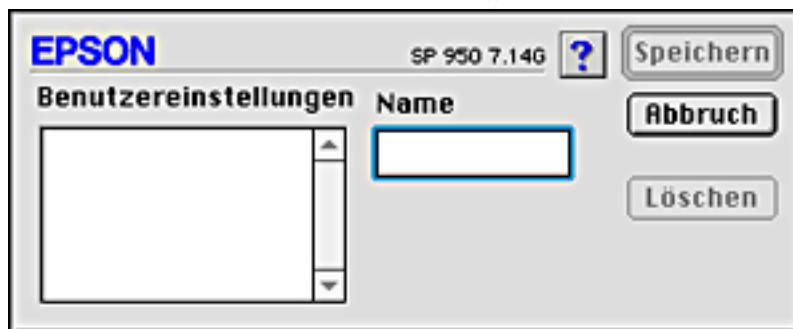 EPSON SP 950 7.14G ? Speichern
Benutzereinstellungen Name
Abbruch
Löschen